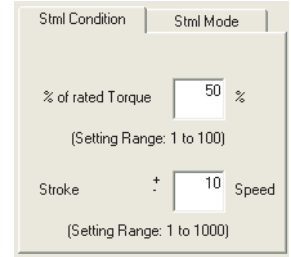 Stml Condition Stml Mode
% of rated Torque 50 %
(Setting Range: 1 to 100)
Stroke +- 10 Speed
(Setting Range: 1 to 1000)